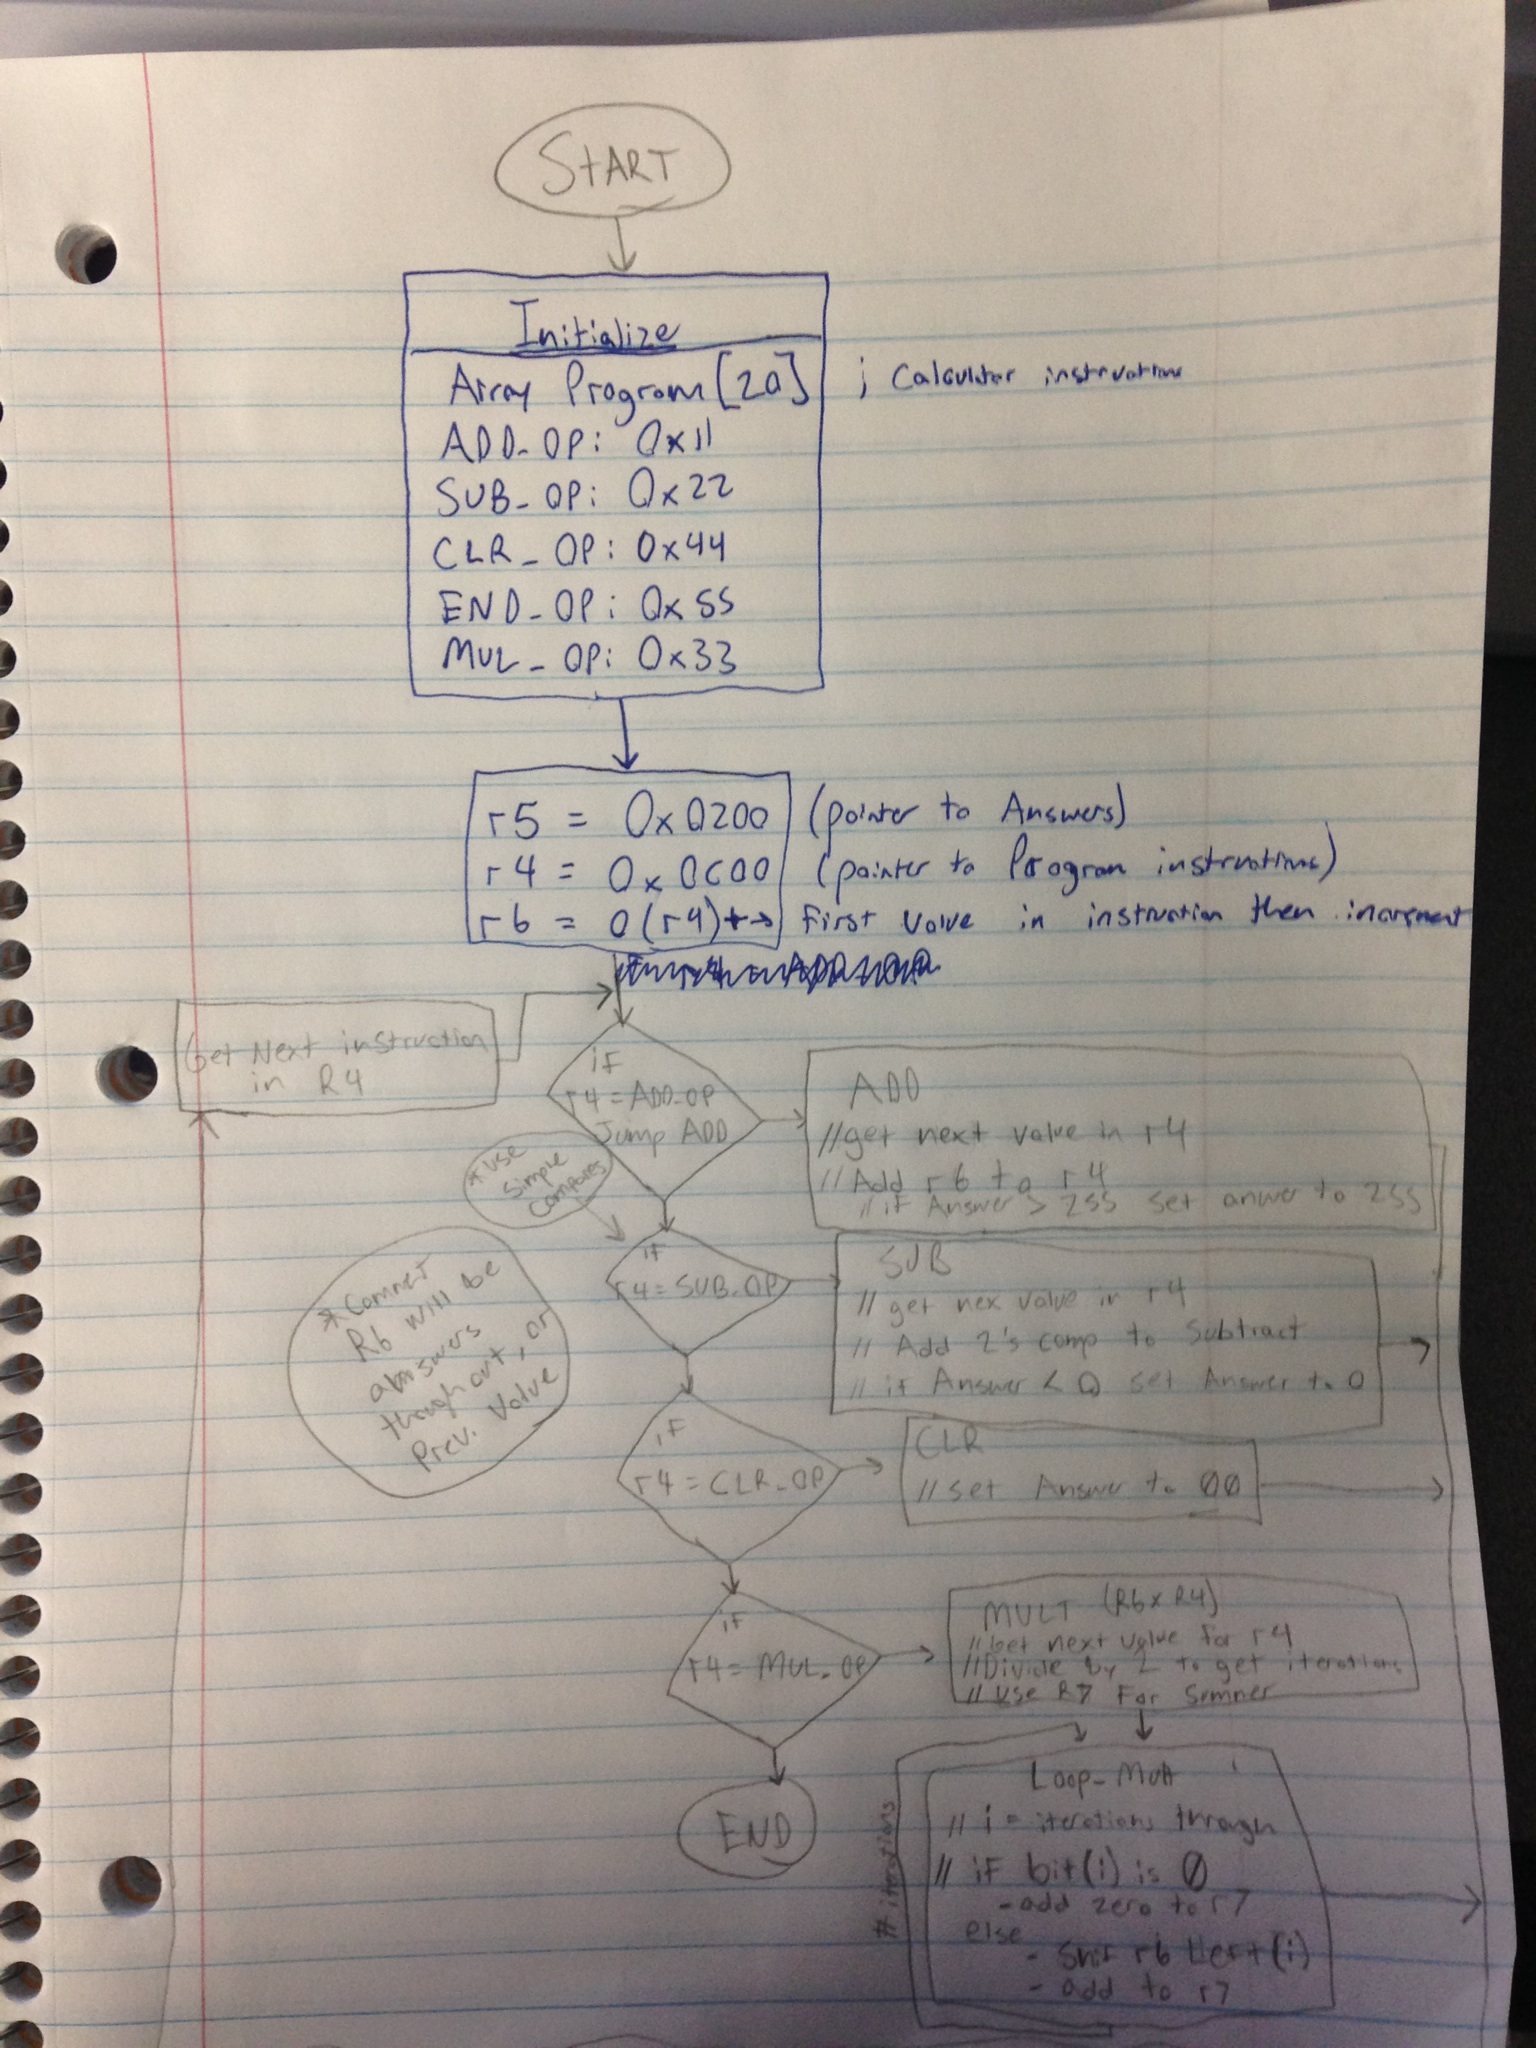 START
Initialize
Array Program [20] ; Calculator instructions
ADD_OP: 0x11
SUB_OP: 0x22
CLR_OP: 0x44
END_OP: 0x55
MUL_OP: 0x33
r5 = 0x0200 (pointer to Answers)
r4 = 0x0C00 (pointer to Program instructions)
r6 = 0(r4)+ → First value in instruction then increment
Get Next instruction
in R4
if
r4 = ADD_OP
Jump ADD
ADD
// get next value in r4
// Add r6 to r4
// if Answer > 255 set answer to 255
* use
simple
compares
if
r4 = SUB_OP
SUB
// get nex value in r4
// Add 2's comp to subtract
// if Answer < 0 set Answer to 0
* Comment
R6 will be
answers
through out, or
prev. value
if
r4 = CLR_OP
CLR
// set Answer to 00
if
r4 = MUL_OP
MULT (R6 x R4)
// Get next value for r4
// Divide by 2 to get iterations
// Use R7 For
END
# iterations
Loop_Mult
// i = iterations through
// if bit(i) is 0
- add zero to r7
else
- r6 left (i)
- add to r7